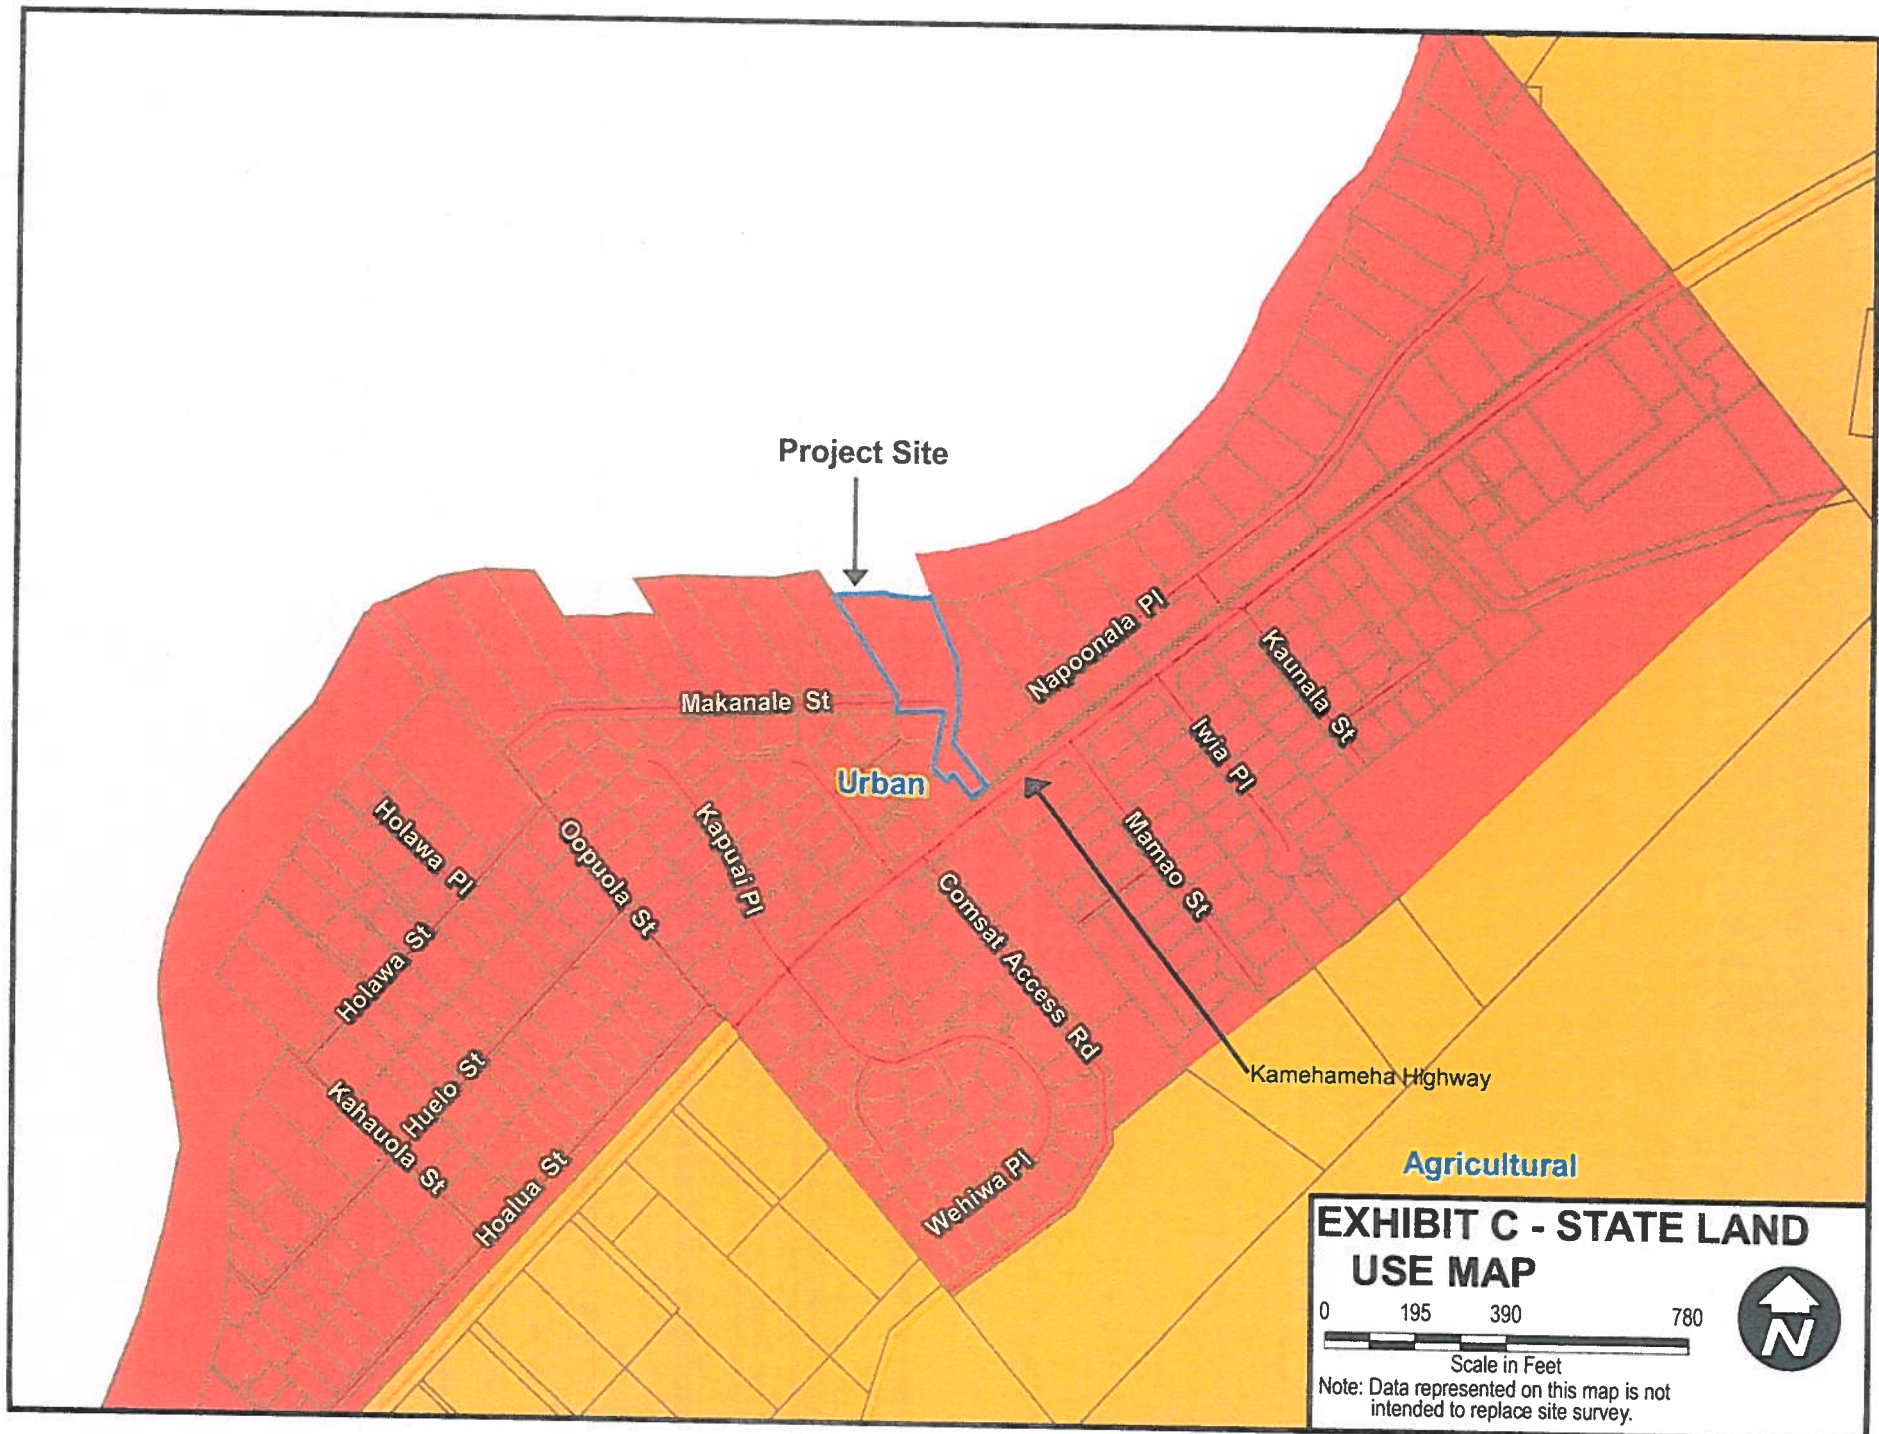 Project Site
Napoonala Pl
Kaunala St
Makanale St
Iwia Pl
Urban
Holawa Pl
Oopuola St
Kapuai Pl
Mamao St
Comsat Access Rd
Holawa St
Kamehameha Highway
Huelo St
Kahauola St
Hoalua St
Wehiwa Pl
Agricultural
EXHIBIT C - STATE LAND
USE MAP
0 195 390 780
Scale in Feet
N
Note: Data represented on this map is not
intended to replace site survey.